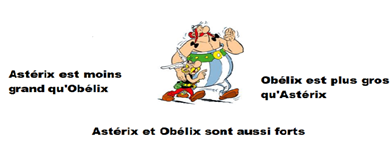 Astérix est moins
grand qu'Obélix
Obélix est plus gros
qu'Astérix
Astérix et Obélix sont aussi forts